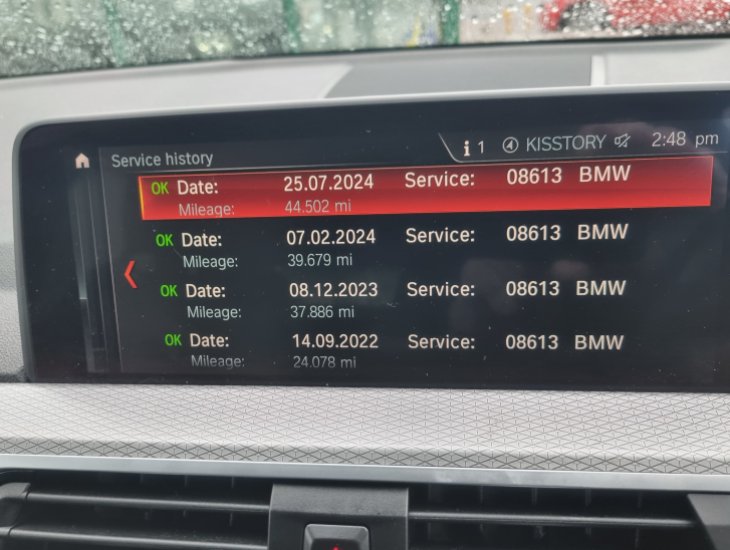 i 1 KISSTORY 2:48 pm
Service history
OK Date: 25.07.2024 Service: 08613 BMW
Mileage: 44.502 mi
OK Date: 07.02.2024 Service: 08613 BMW
Mileage: 39.679 mi
OK Date: 08.12.2023 Service: 08613 BMW
Mileage: 37.886 mi
OK Date: 14.09.2022 Service: 08613 BMW
Mileage: 24.078 mi